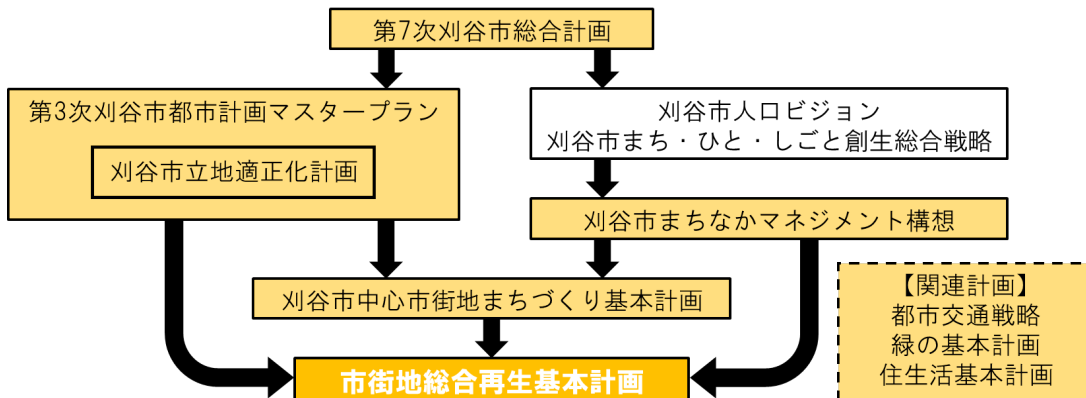 第7次刈谷市総合計画
第3次刈谷市都市計画マスタープラン
刈谷市立地適正化計画
刈谷市人口ビジョン
刈谷市まち・ひと・しごと創生総合戦略
刈谷市まちなかマネジメント構想
刈谷市中心市街地まちづくり基本計画
市街地総合再生基本計画
【関連計画】
都市交通戦略
緑の基本計画
住生活基本計画